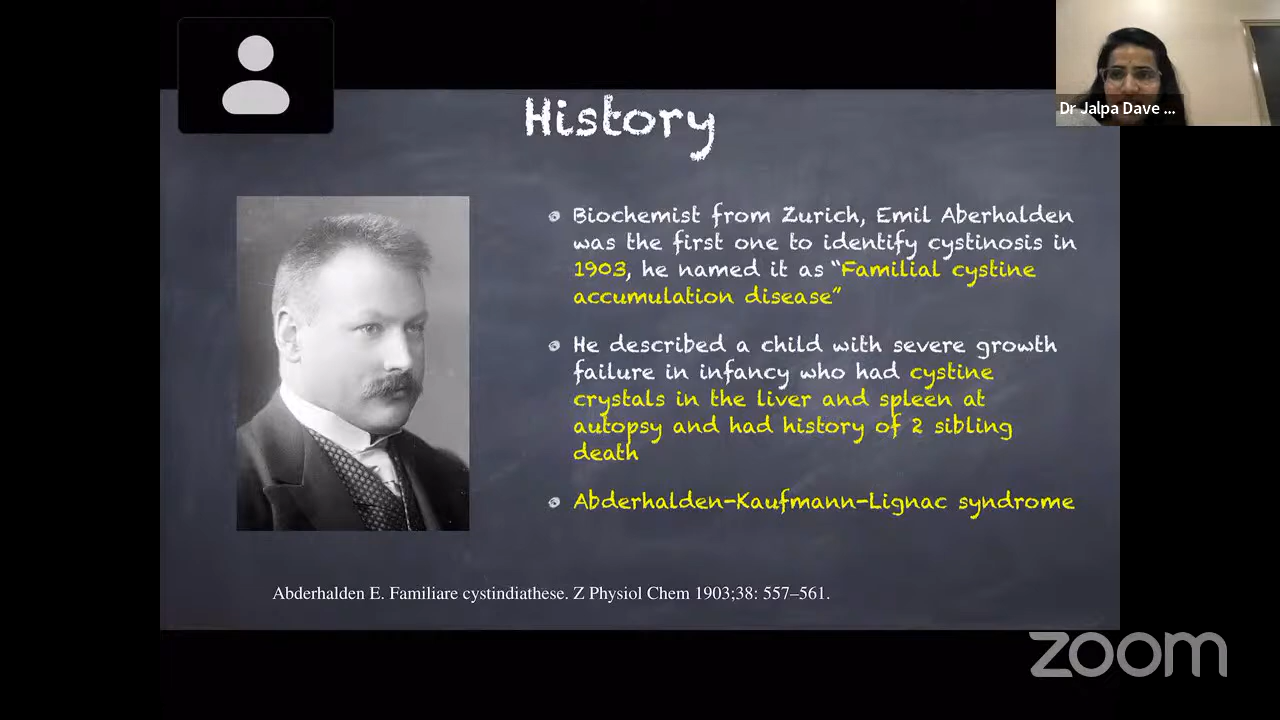 History
Biochemist from Zurich, Emil Aberhalden
was the first one to identify cystinosis in
1903, he named it as “Familial cystine
accumulation disease”
He described a child with severe growth
failure in infancy who had cystine
crystals in the liver and spleen at
autopsy and had history of 2 sibling
death
Abderhalden-Kaufmann-Lignac syndrome
Abderhalden E. Familiare cystindiathese. Z Physiol Chem 1903;38: 557–561.
Dr Jalpa Dave ...
zoom